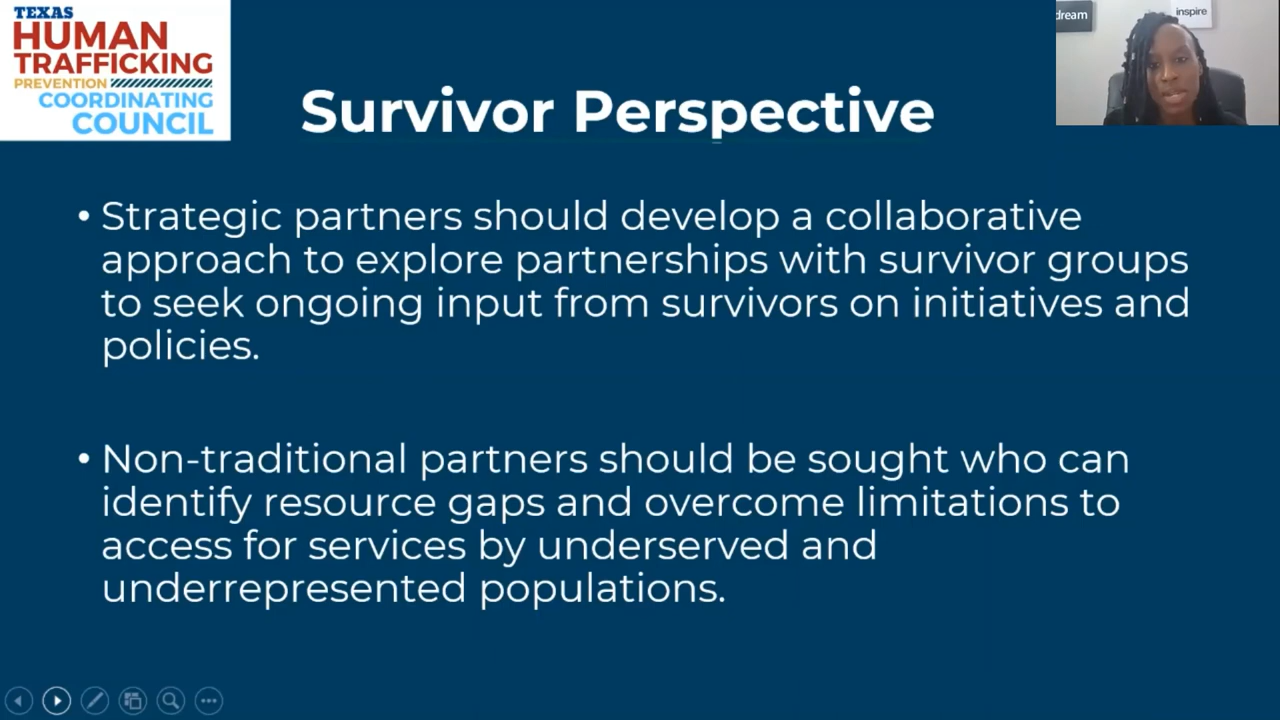 TEXAS
HUMAN
TRAFFICKING
PREVENTION
COORDINATING
COUNCIL
Survivor Perspective
dream
inspire
• Strategic partners should develop a collaborative
approach to explore partnerships with survivor groups
to seek ongoing input from survivors on initiatives and
policies.
• Non-traditional partners should be sought who can
identify resource gaps and overcome limitations to
access for services by underserved and
underrepresented populations.